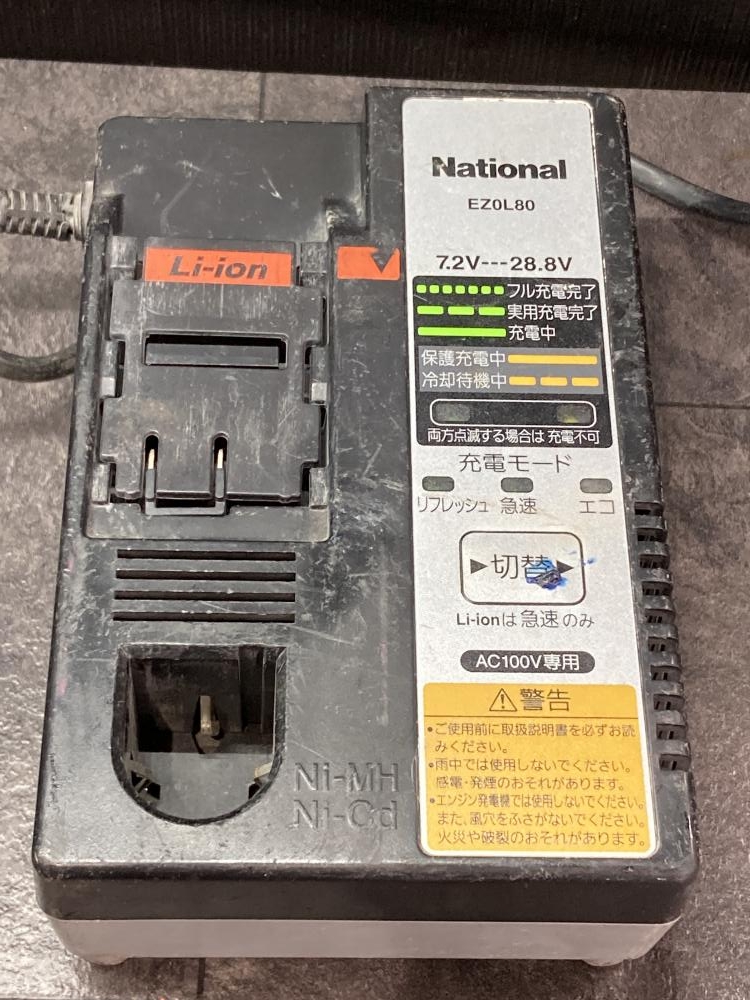 National
EZ0L80
7.2V---28.8V
フル充電完了
実用充電完了
充電中
保護充電中
冷却待機中
両方点滅する場合は 充電不可
充電モード
リフレッシュ 急速 エコ
▶切替▶
Li-ionは 急速 のみ
AC100V専用
⚠警告
•ご使用前に取扱説明書を必ずお読
みください。
•雨中では使用しないでください。
感電・発煙のおそれがあります。
•エンジン発電機では使用しないでください。
また、風穴をふさがないでください。
火災や破裂のおそれがあります。
Li-ion
Ni-MH
Ni-Cd